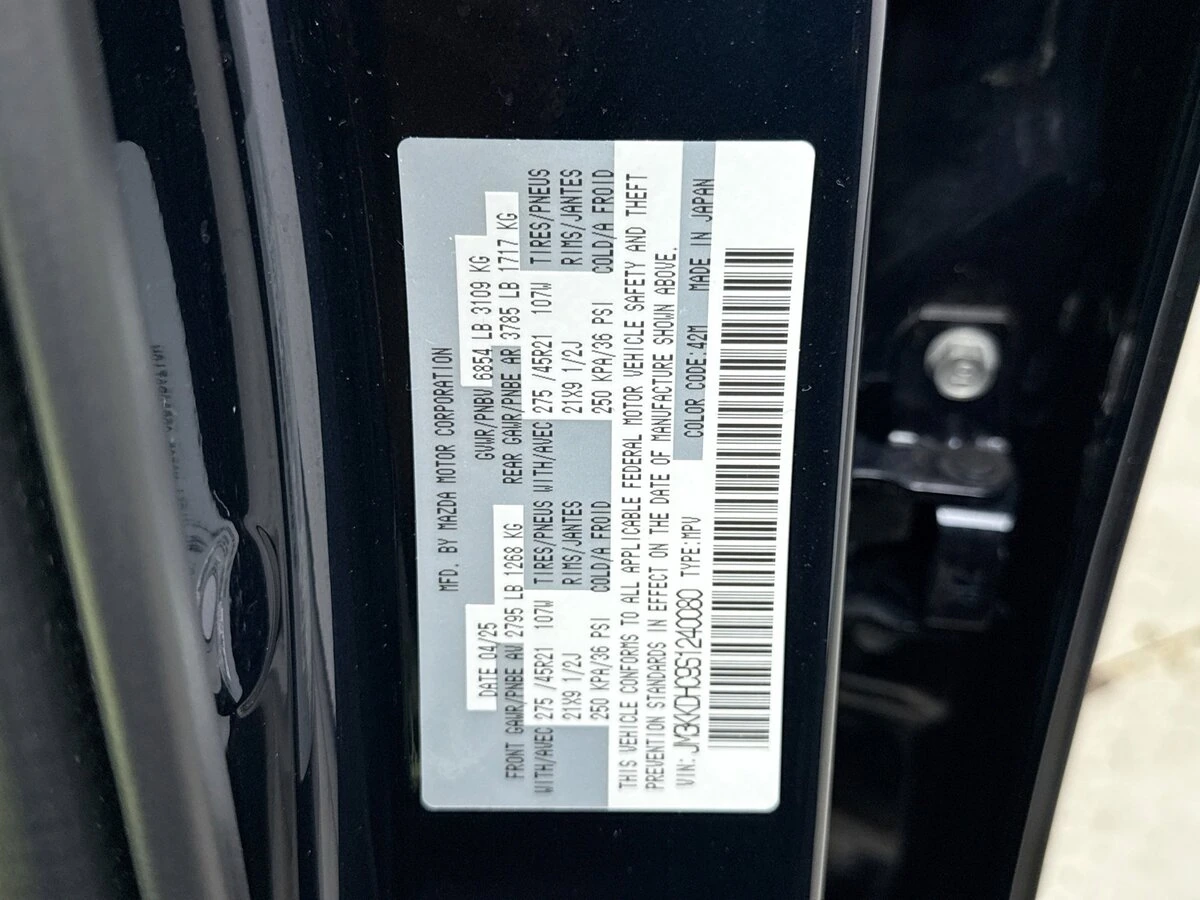 MFD. BY MAZDA MOTOR CORPORATION
DATE 04/25 GVWR/PNBV 6854 LB 3109 KG
FRONT GAWR/PNBE AV 2795 LB 1268 KG REAR GAWR/PNBE AR 3785 LB 1717 KG
WITH/AVEC 275 /45R21 107W TIRES/PNEUS WITH/AVEC 275 /45R21 107W TIRES/PNEUS
21X9 1/2J RIMS/JANTES 21X9 1/2J RIMS/JANTES
250 KPA/36 PSI COLD/A FROID 250 KPA/36 PSI COLD/A FROID
THIS VEHICLE CONFORMS TO ALL APPLICABLE FEDERAL MOTOR VEHICLE SAFETY AND THEFT
PREVENTION STANDARDS IN EFFECT ON THE DATE OF MANUFACTURE SHOWN ABOVE.
VIN: JM3KKDHC9S1240080 TYPE:MPV COLOR CODE:42M MADE IN JAPAN